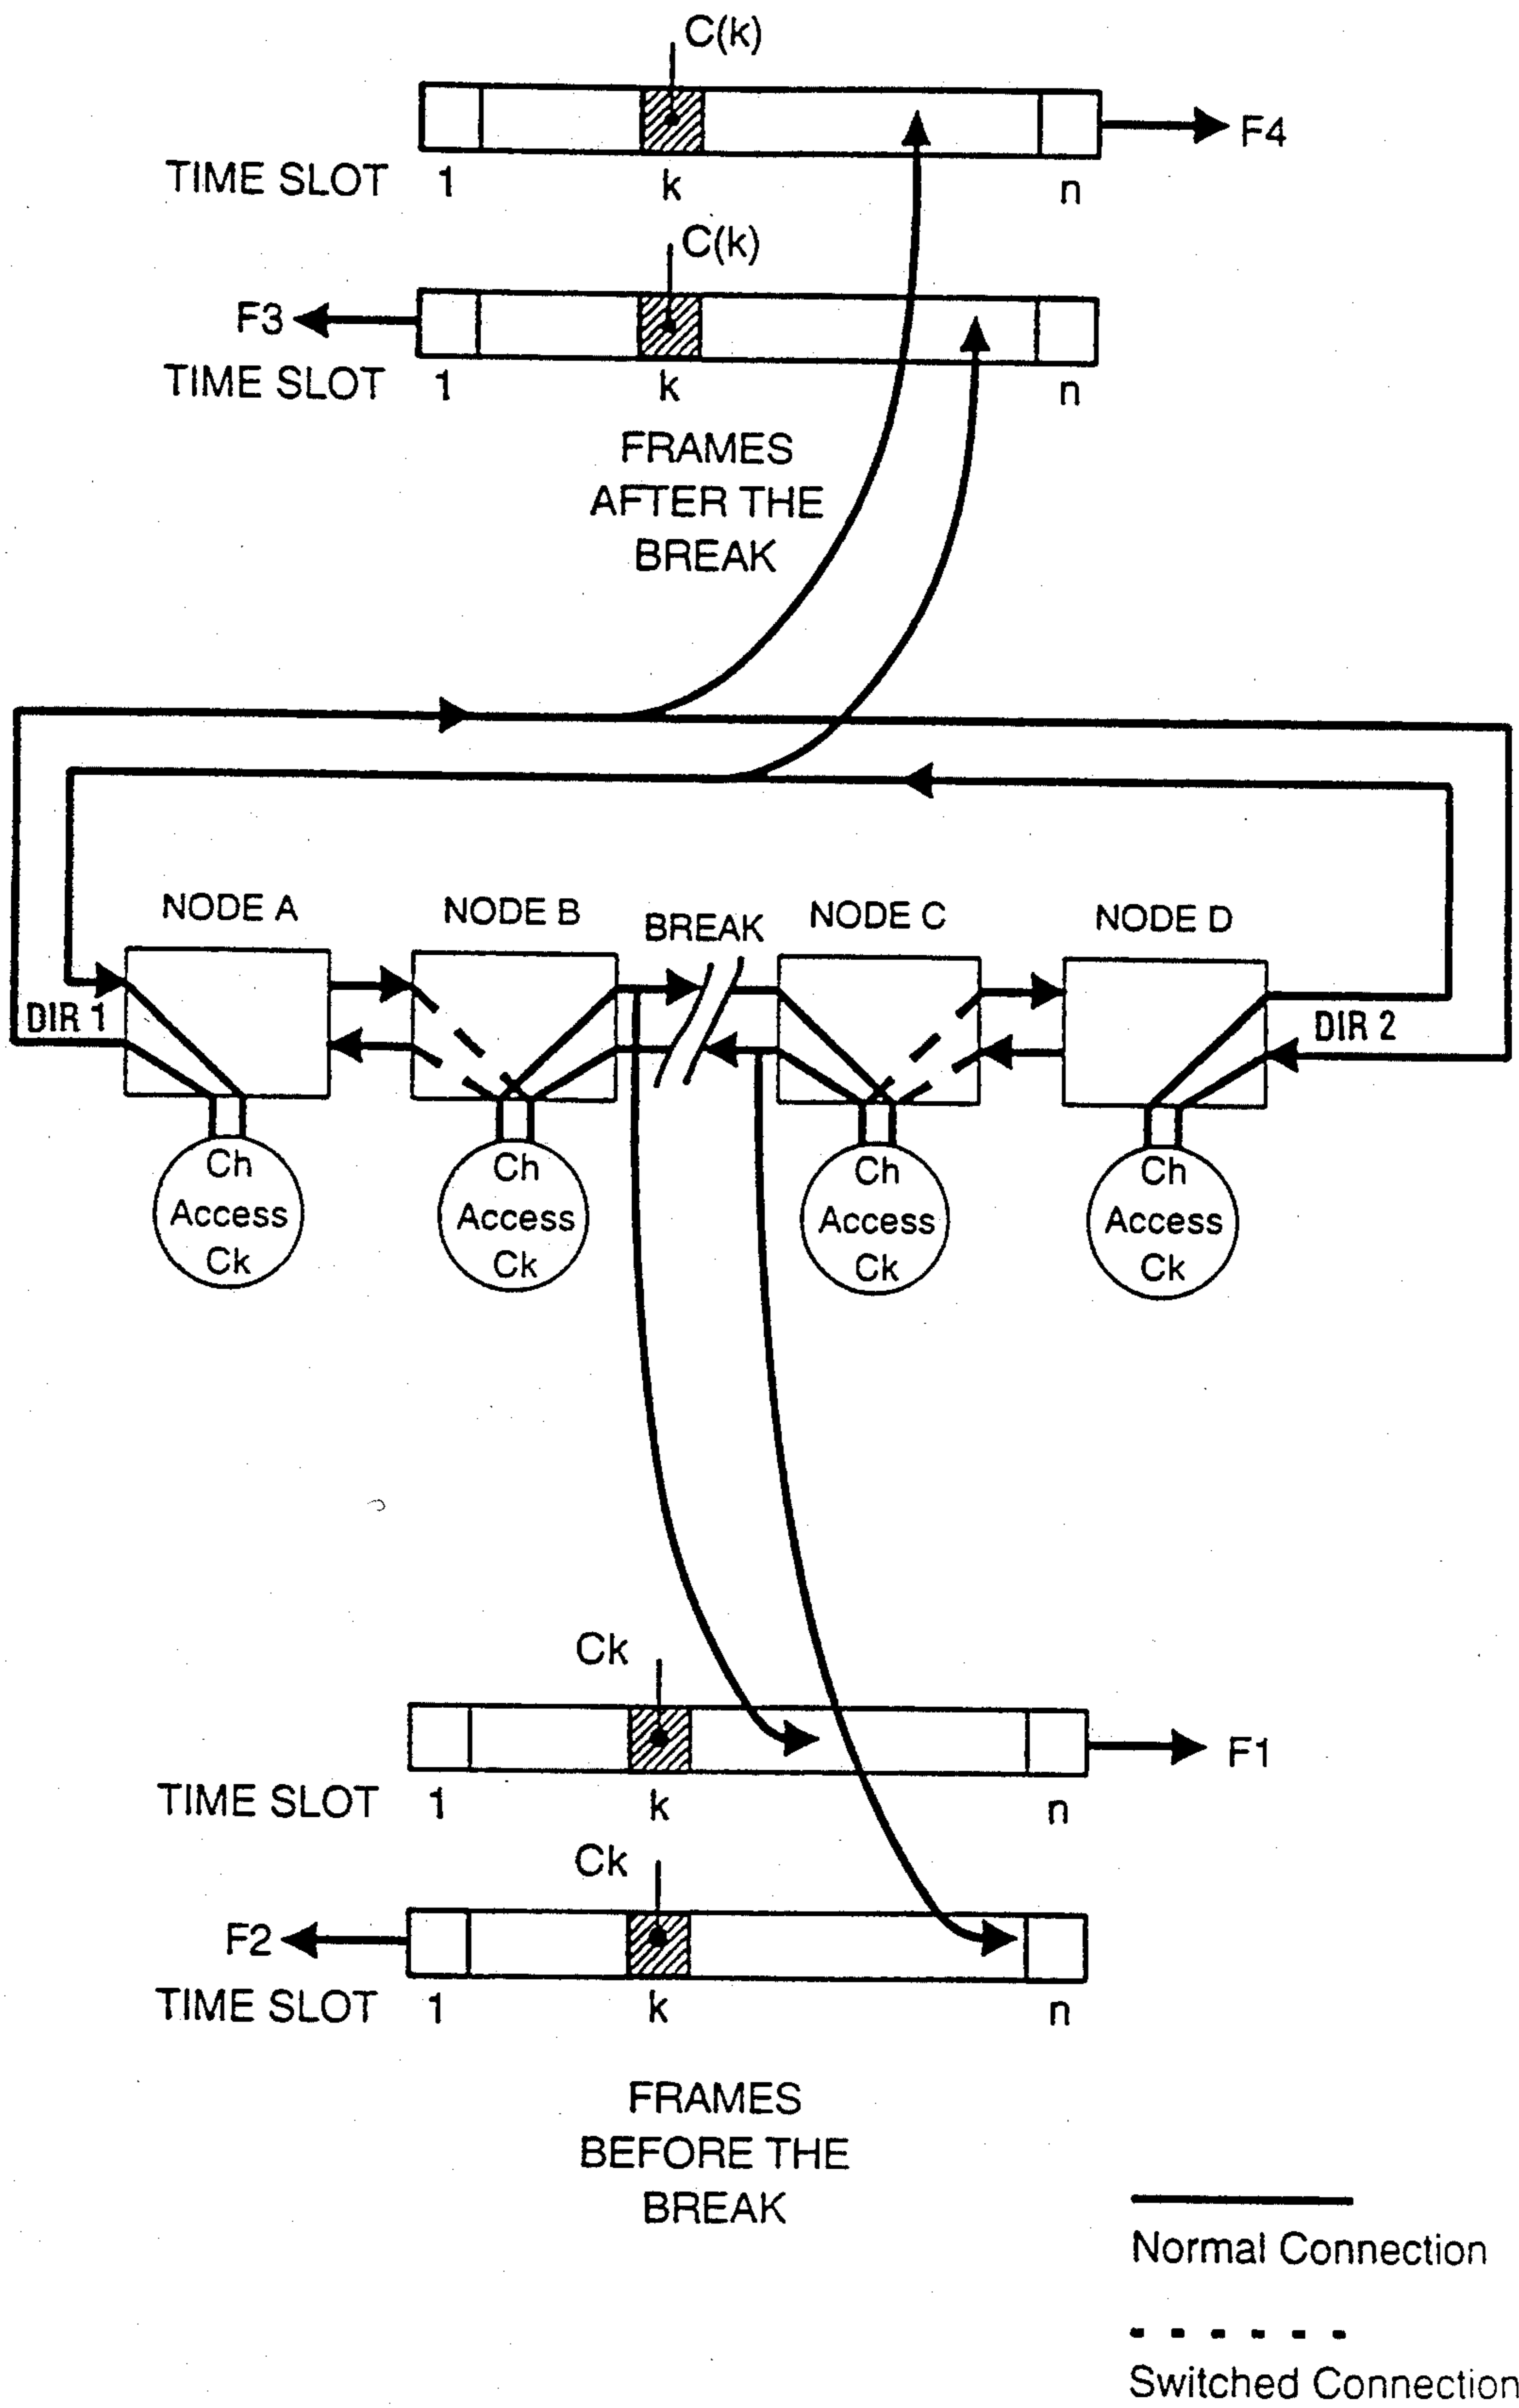 C(k)
F4
TIME SLOT 1 k n
C(k)
F3
TIME SLOT 1 k n
FRAMES
AFTER THE
BREAK
NODE A NODE B BREAK NODE C NODE D
DIR 1 DIR 2
Ch
Access
Ck
Ch
Access
Ck
Ch
Access
Ck
Ch
Access
Ck
Ck
F1
TIME SLOT 1 k n
Ck
F2
TIME SLOT 1 k n
FRAMES
BEFORE THE
BREAK
Normal Connection
Switched Connection